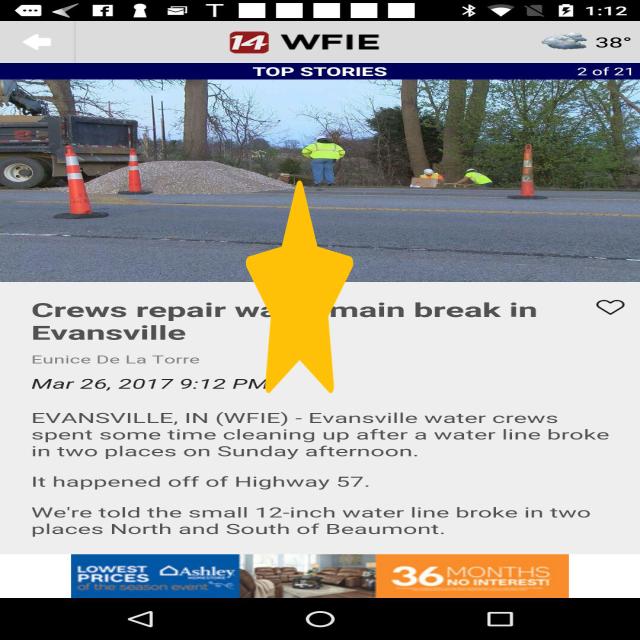 1:12
14 WFIE 38°
TOP STORIES 2 of 21
Crews repair main break in
Evansville
Eunice De La Torre
Mar 26, 2017 9:12 PM
EVANSVILLE, IN (WFIE) - Evansville water crews
spent some time cleaning up after a water line broke
in two places on Sunday afternoon.
It happened off of Highway 57.
We're told the small 12-inch water line broke in two
places North and South of Beaumont.
LOWEST
PRICES
of the season event
Ashley
HOMESTORE
36 MONTHS
NO INTEREST!